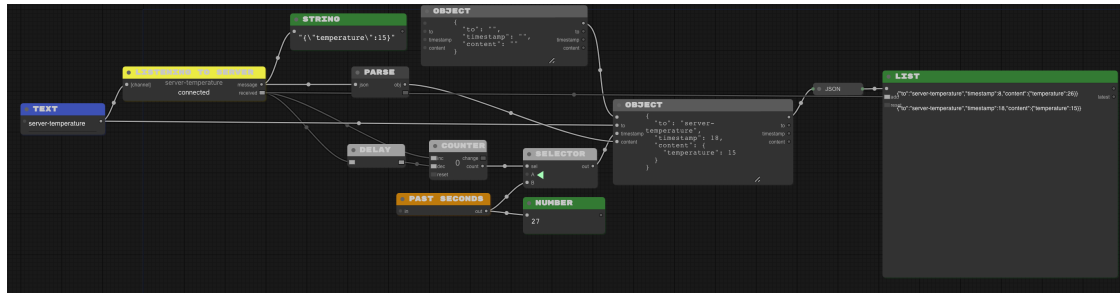 STRING
"{\"temperature\":15}"
OBJECT
{
"to": "",
"timestamp": "",
"content": ""
}
to
timestamp
content
to
timestamp
content
LISTENING TO SERVER
[channel]
server-temperature
connected
message
received
PARSE
json
obj
TEXT
server-temperature
DELAY
COUNTER
inc
dec
reset
0
change
count
SELECTOR
sel
A
B
out
PAST SECONDS
in
out
NUMBER
27
OBJECT
{
"to": "server-
temperature",
"timestamp": 18,
"content": {
"temperature": 15
}
}
to
timestamp
content
to
timestamp
content
JSON
LIST
add
reset
{"to":"server-temperature","timestamp":8,"content":{"temperature":26}}
{"to":"server-temperature","timestamp":18,"content":{"temperature":15}}
latest